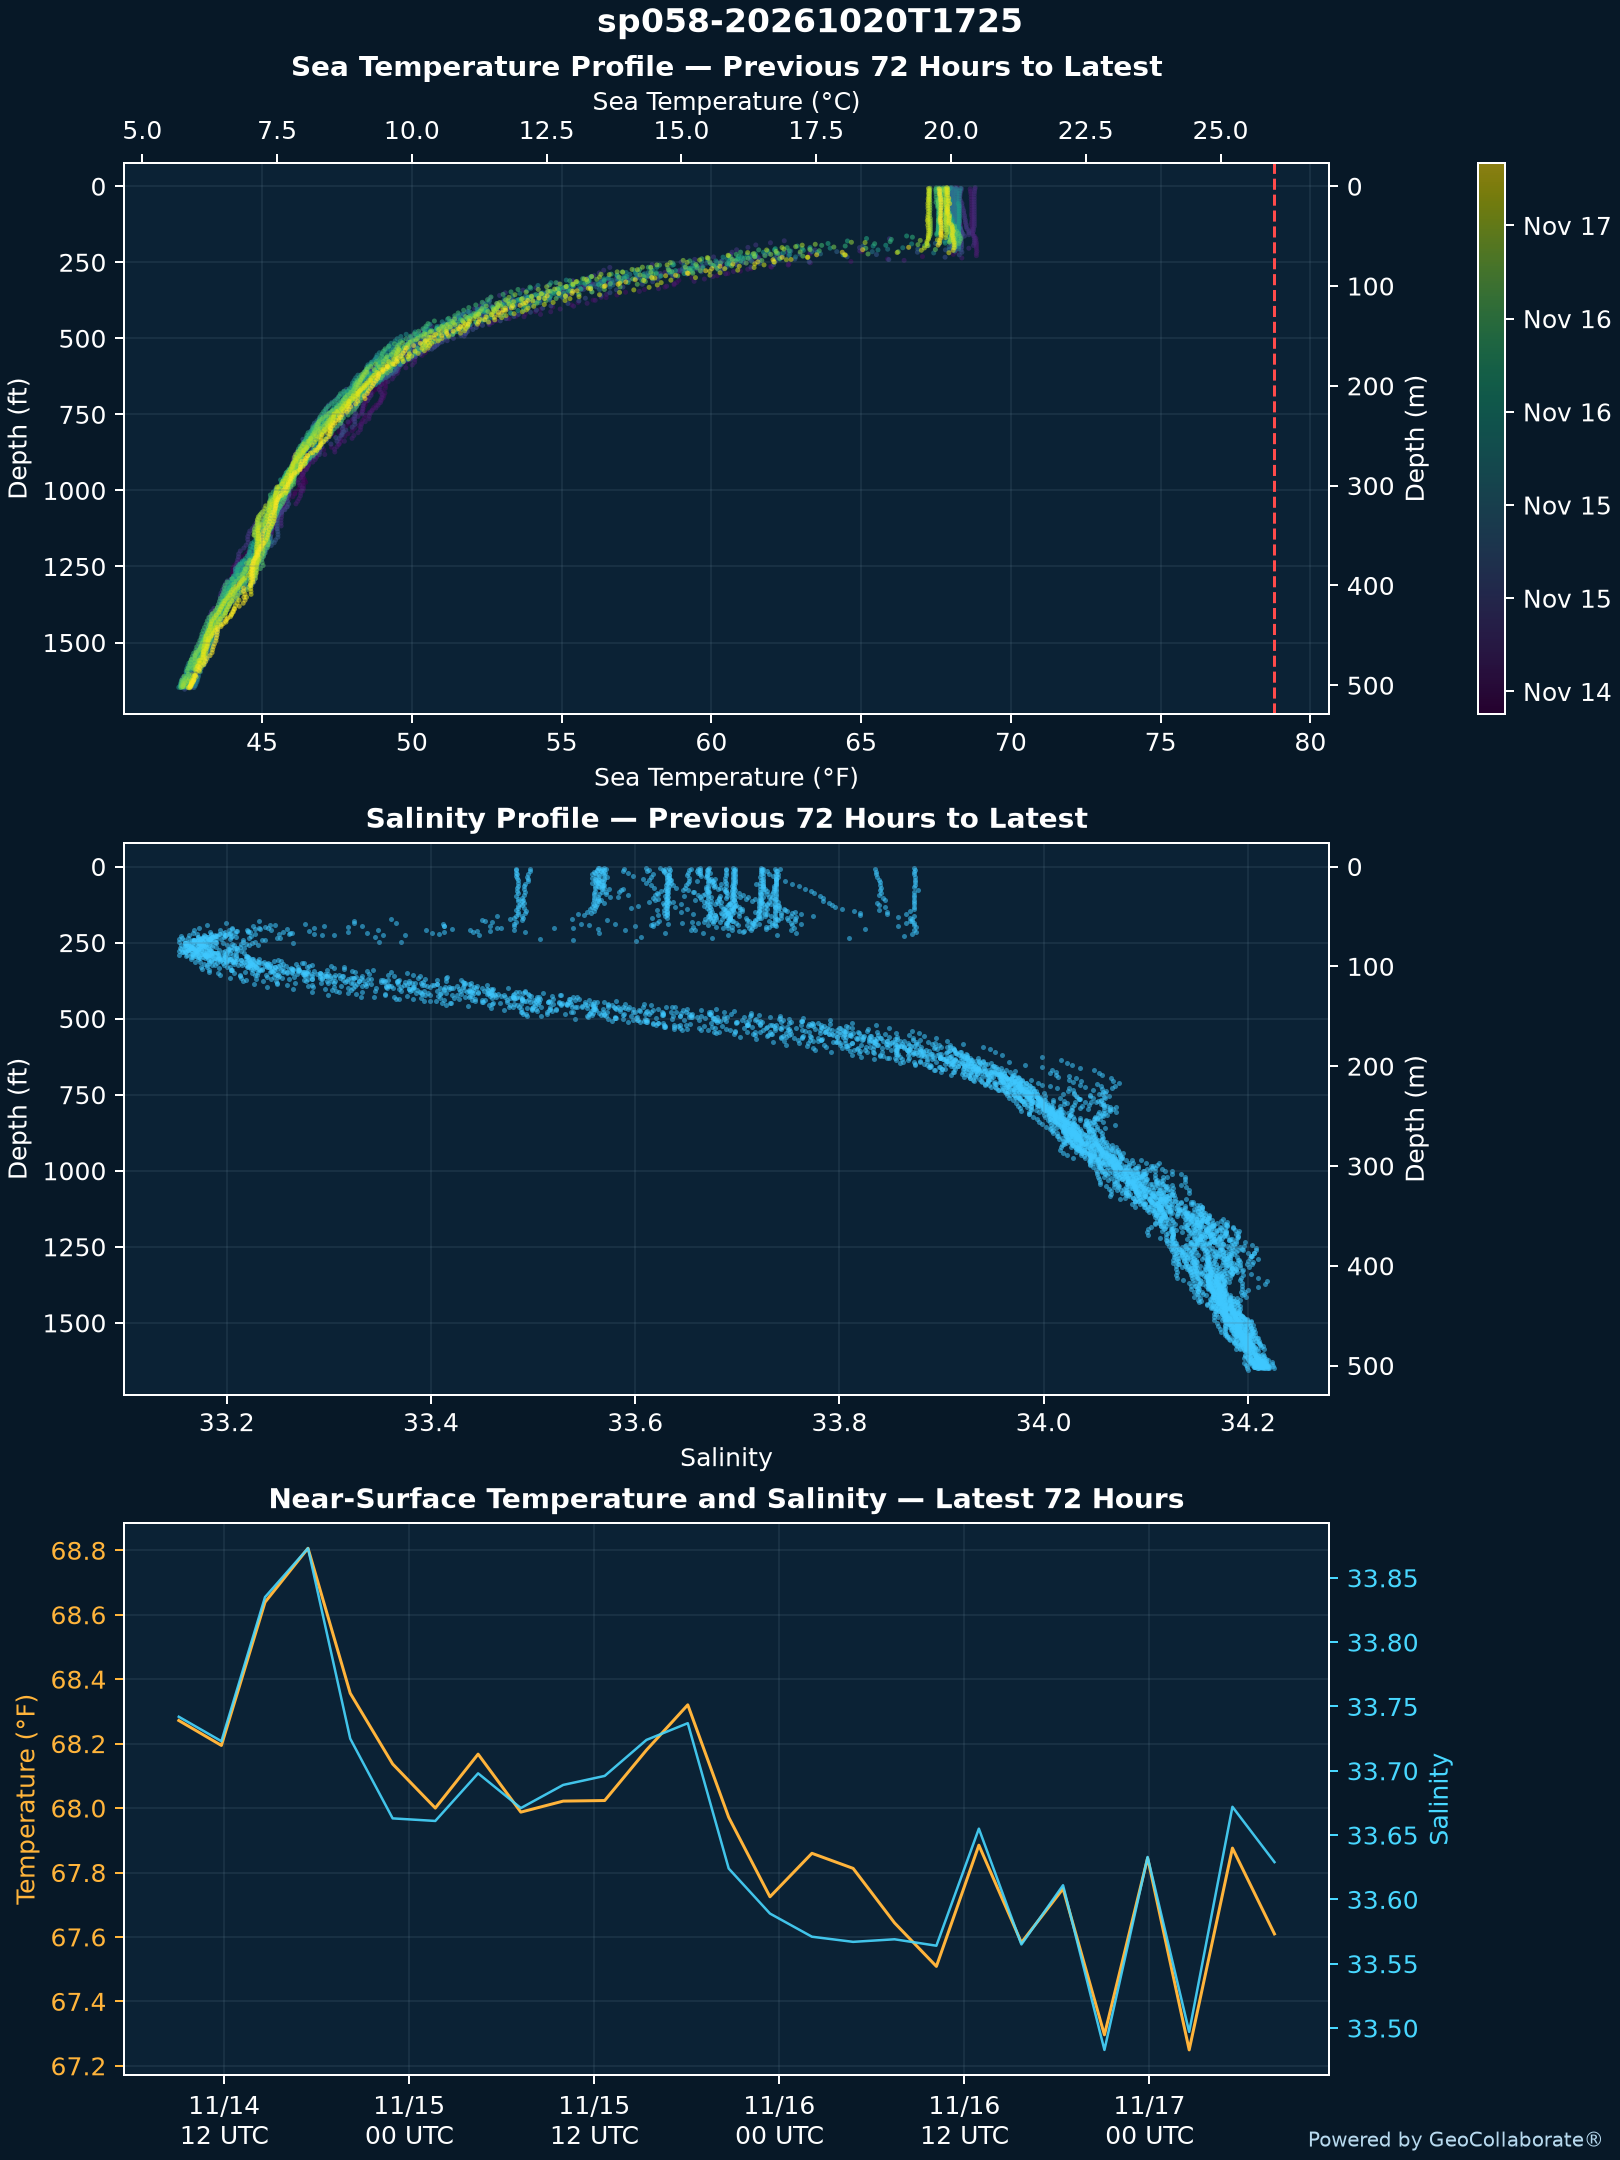 sp058-20261020T1725
Sea Temperature Profile — Previous 72 Hours to Latest
Sea Temperature (°C)
5.0 7.5 10.0 12.5 15.0 17.5 20.0 22.5 25.0
0
250
500
750
1000
1250
1500
Depth (ft)
0
100
200
300
400
500
Depth (m)
Nov 17
Nov 16
Nov 16
Nov 15
Nov 15
Nov 14
45 50 55 60 65 70 75 80
Sea Temperature (°F)
Salinity Profile — Previous 72 Hours to Latest
0
250
500
750
1000
1250
1500
Depth (ft)
0
100
200
300
400
500
Depth (m)
33.2 33.4 33.6 33.8 34.0 34.2
Salinity
Near-Surface Temperature and Salinity — Latest 72 Hours
68.8
68.6
68.4
68.2
68.0
67.8
67.6
67.4
67.2
Temperature (°F)
33.85
33.80
33.75
33.70
33.65
33.60
33.55
33.50
Salinity
11/14 11/15 11/15 11/16 11/16 11/17
12 UTC 00 UTC 12 UTC 00 UTC 12 UTC 00 UTC
Powered by GeoCollaborate®